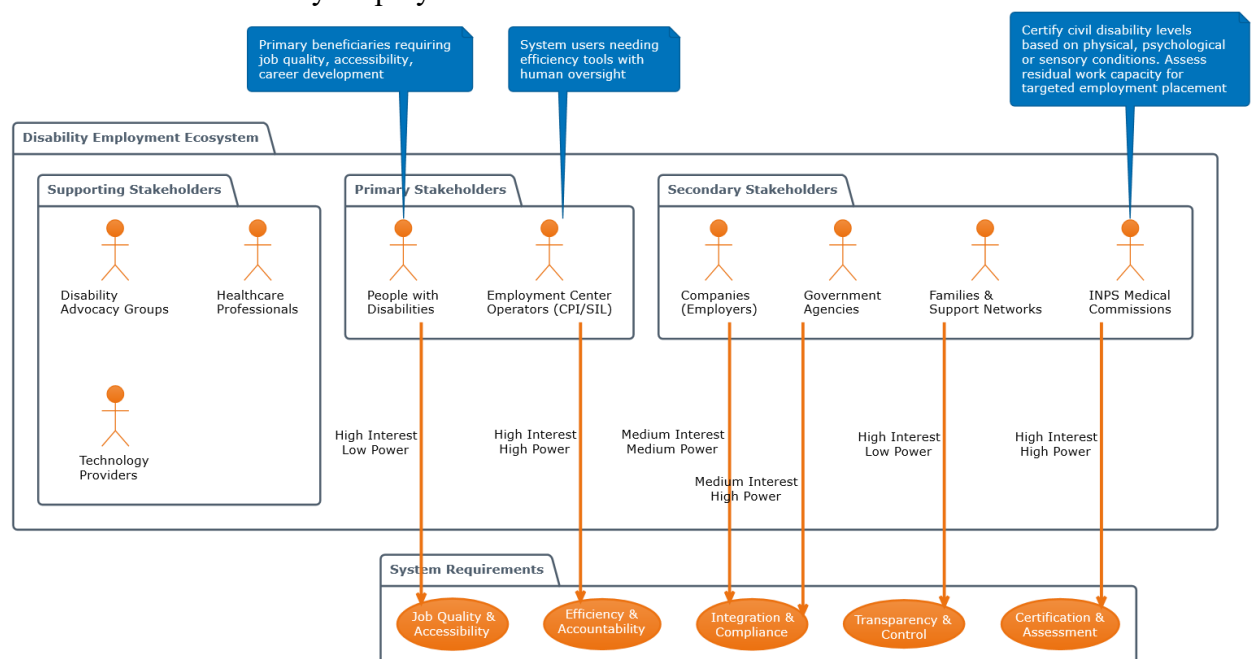 Primary beneficiaries requiring
job quality, accessibility,
career development
System users needing
efficiency tools with
human oversight
Certify civil disability levels
based on physical, psychological
or sensory conditions. Assess
residual work capacity for
targeted employment placement
Disability Employment Ecosystem
Supporting Stakeholders
Primary Stakeholders
Secondary Stakeholders
Disability
Advocacy Groups
Healthcare
Professionals
People with
Disabilities
Employment Center
Operators (CPI/SIL)
Companies
(Employers)
Government
Agencies
Families &
Support Networks
INPS Medical
Commissions
Technology
Providers
High Interest
Low Power
High Interest
High Power
Medium Interest
Medium Power
Medium Interest
High Power
High Interest
Low Power
High Interest
High Power
System Requirements
Job Quality &
Accessibility
Efficiency &
Accountability
Integration &
Compliance
Transparency &
Control
Certification &
Assessment